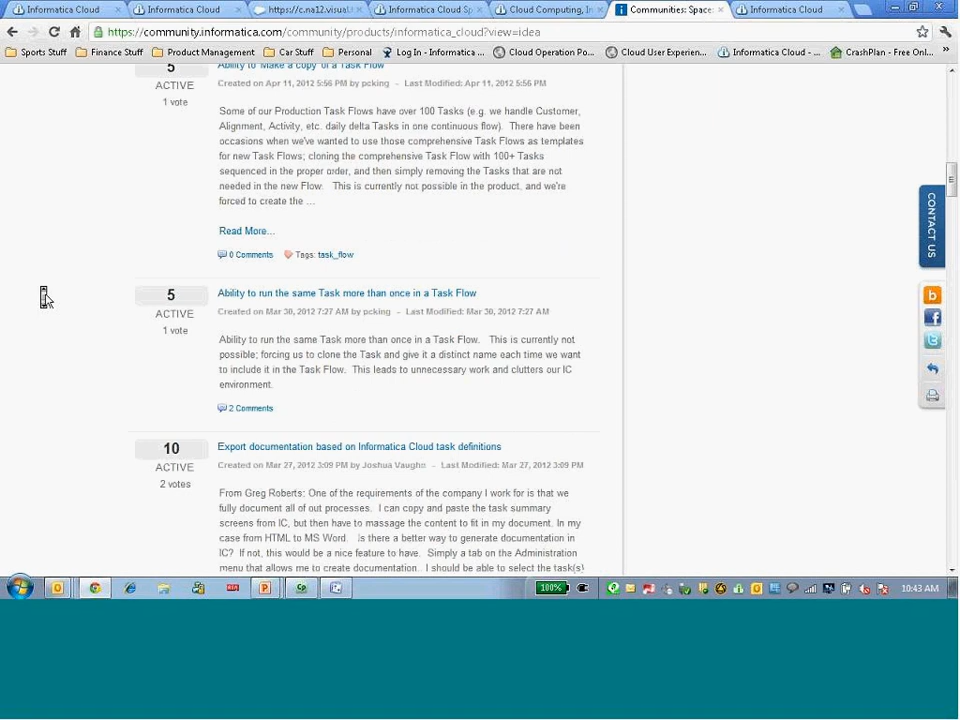 Informatica Cloud
Informatica Cloud
https://c.na12.visual
Informatica Cloud Sp
Cloud Computing, In
Communities: Space:
Informatica Cloud
https://community.informatica.com/community/products/informatica_cloud?view=idea
Sports Stuff
Finance Stuff
Product Management
Car Stuff
Personal
Log In - Informatica ...
Cloud Operation Po...
Cloud User Experien...
Informatica Cloud - ...
CrashPlan - Free Onl...
»
5
ACTIVE
1 vote
Ability to 'Make a copy' of a Task Flow
Created on Apr 11, 2012 5:56 PM by pcking - Last Modified: Apr 11, 2012 5:56 PM
Some of our Production Task Flows have over 100 Tasks (e.g. we handle Customer,
Alignment, Activity, etc. daily delta Tasks in one continuous flow). There have been
occasions when we've wanted to use those comprehensive Task Flows as templates
for new Task Flows; cloning the comprehensive Task Flow with 100+ Tasks
sequenced in the proper order, and then simply removing the Tasks that are not
needed in the new Flow. This is currently not possible in the product, and we're
forced to create the ...
Read More...
0 Comments Tags: task_flow
5
ACTIVE
1 vote
Ability to run the same Task more than once in a Task Flow
Created on Mar 30, 2012 7:27 AM by pcking - Last Modified: Mar 30, 2012 7:27 AM
Ability to run the same Task more than once in a Task Flow. This is currently not
possible; forcing us to clone the Task and give it a distinct name each time we want
to include it in the Task Flow. This leads to unnecessary work and clutters our IC
environment.
2 Comments
10
ACTIVE
2 votes
Export documentation based on Informatica Cloud task definitions
Created on Mar 27, 2012 3:09 PM by Joshua Vaughn - Last Modified: Mar 27, 2012 3:09 PM
From Greg Roberts: One of the requirements of the company I work for is that we
fully document all of out processes. I can copy and paste the task summary
screens from IC, but then have to massage the content to fit in my document. In my
case from HTML to MS Word. Is there a better way to generate documentation in
IC? If not, this would be a nice feature to have. Simply a tab on the Administration
menu that allows me to create documentation. I should be able to select the task(s)
CONTACT US
100%
10:43 AM